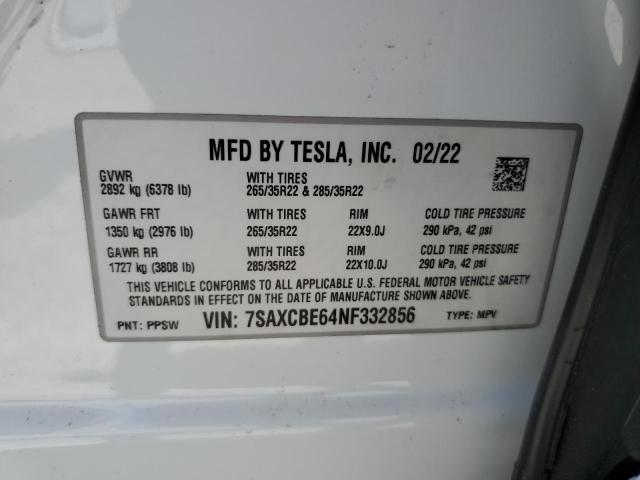 MFD BY TESLA, INC. 02/22
GVWR WITH TIRES
2892 kg (6378 lb) 265/35R22 & 285/35R22
GAWR FRT WITH TIRES RIM COLD TIRE PRESSURE
1350 kg (2976 lb) 265/35R22 22X9.0J 290 kPa, 42 psi
GAWR RR WITH TIRES RIM COLD TIRE PRESSURE
1727 kg (3808 lb) 285/35R22 22X10.0J 290 kPa, 42 psi
THIS VEHICLE CONFORMS TO ALL APPLICABLE U.S. FEDERAL MOTOR VEHICLE SAFETY
STANDARDS IN EFFECT ON THE DATE OF MANUFACTURE SHOWN ABOVE.
PNT: PPSW VIN: 7SAXCBE64NF332856 TYPE: MPV